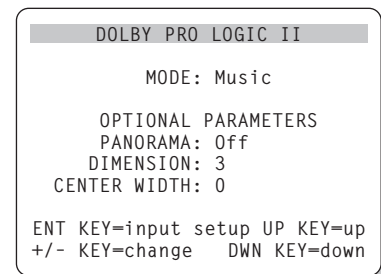 DOLBY PRO LOGIC II
MODE: Music
OPTIONAL PARAMETERS
PANORAMA: Off
DIMENSION: 3
CENTER WIDTH: 0
ENT KEY=input setup UP KEY=up
+/- KEY=change DWN KEY=down